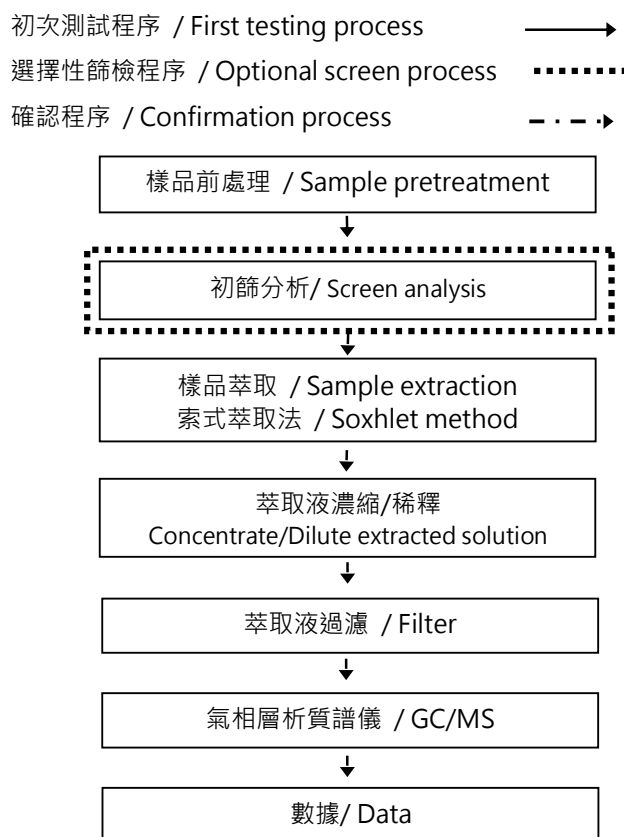 初次測試程序 / First testing process
選擇性篩檢程序 / Optional screen process
確認程序 / Confirmation process
樣品前處理 / Sample pretreatment
初篩分析/ Screen analysis
樣品萃取 / Sample extraction
索式萃取法 / Soxhlet method
萃取液濃縮/稀釋
Concentrate/Dilute extracted solution
萃取液過濾 / Filter
氣相層析質譜儀 / GC/MS
數據/ Data